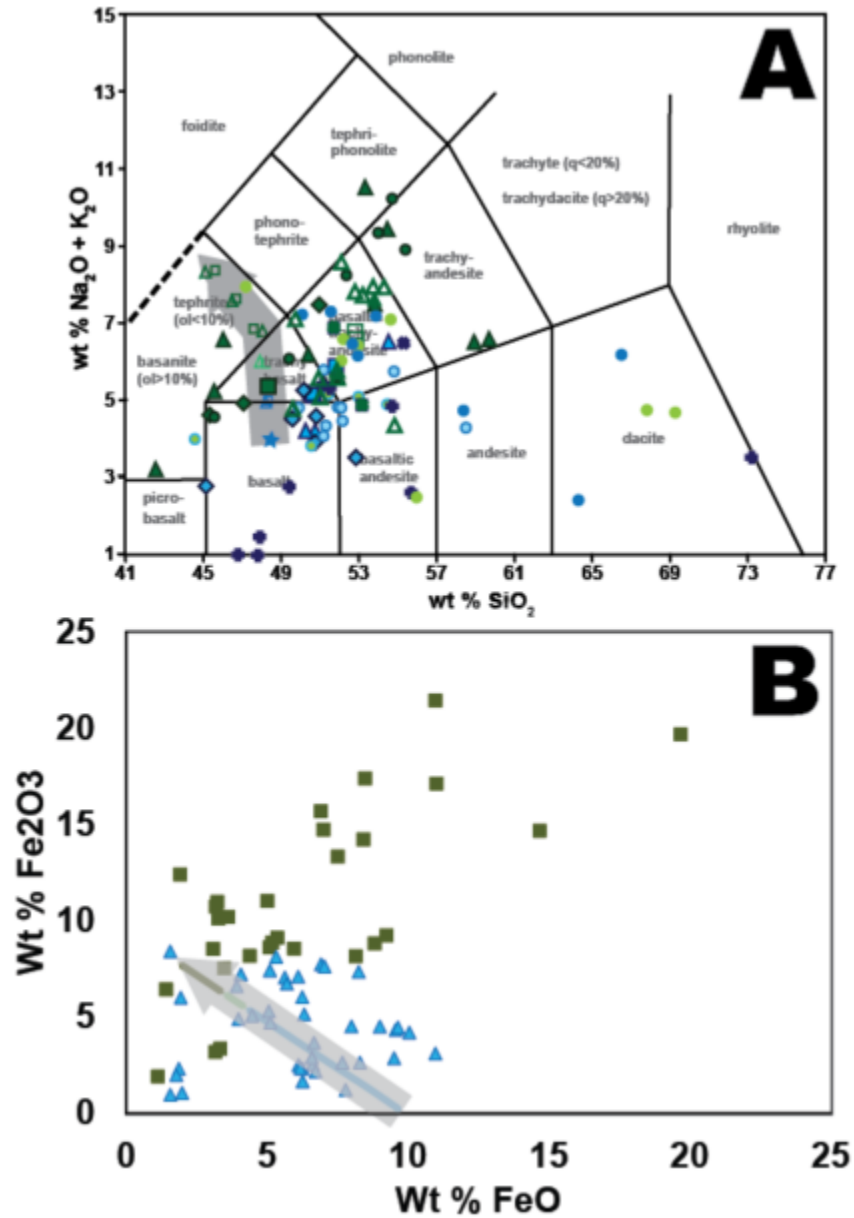 A
15
13
11
9
7
5
3
1
wt % Na2O + K2O
phonolite
foidite
tephri-
phonolite
trachyte (q<20%)
trachydacite (q>20%)
rhyolite
phono-
tephrite
trachy-
andesite
tephrite
(ol<10%)
basanite
(ol>10%)
trachy-
basalt
andesite
dacite
basaltic
andesite
basalt
picro-
basalt
41 45 49 53 57 61 65 69 73 77
wt % SiO2
B
25
20
15
10
5
0
Wt % Fe2O3
0 5 10 15 20 25
Wt % FeO